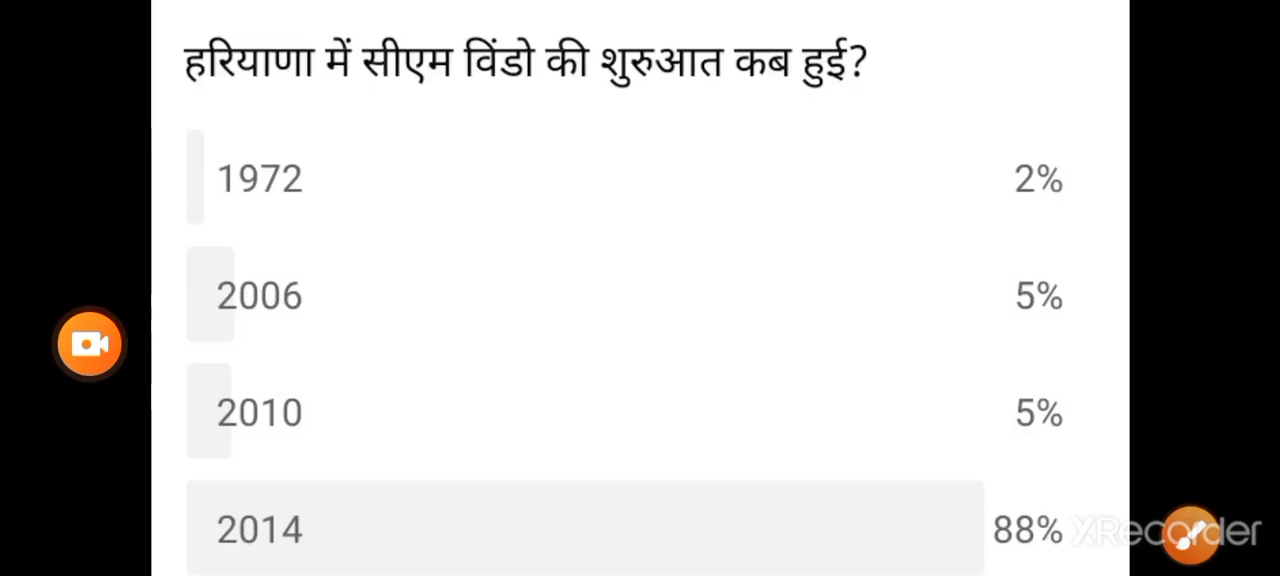 हरियाणा में सीएम विंडो की शुरुआत कब हुई?
1972 2%
2006 5%
2010 5%
2014 88%
XRecorder